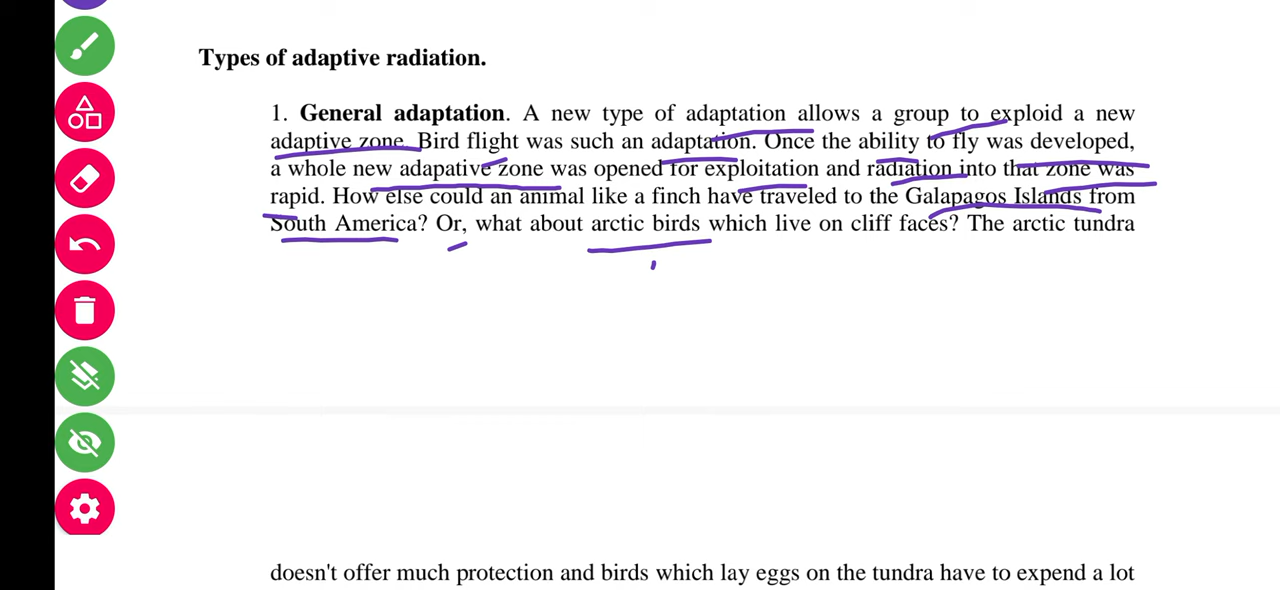 Types of adaptive radiation.
1. General adaptation. A new type of adaptation allows a group to exploid a new
adaptive zone. Bird flight was such an adaptation. Once the ability to fly was developed,
a whole new adapative zone was opened for exploitation and radiation into that zone was
rapid. How else could an animal like a finch have traveled to the Galapagos Islands from
South America? Or, what about arctic birds which live on cliff faces? The arctic tundra
doesn't offer much protection and birds which lay eggs on the tundra have to expend a lot